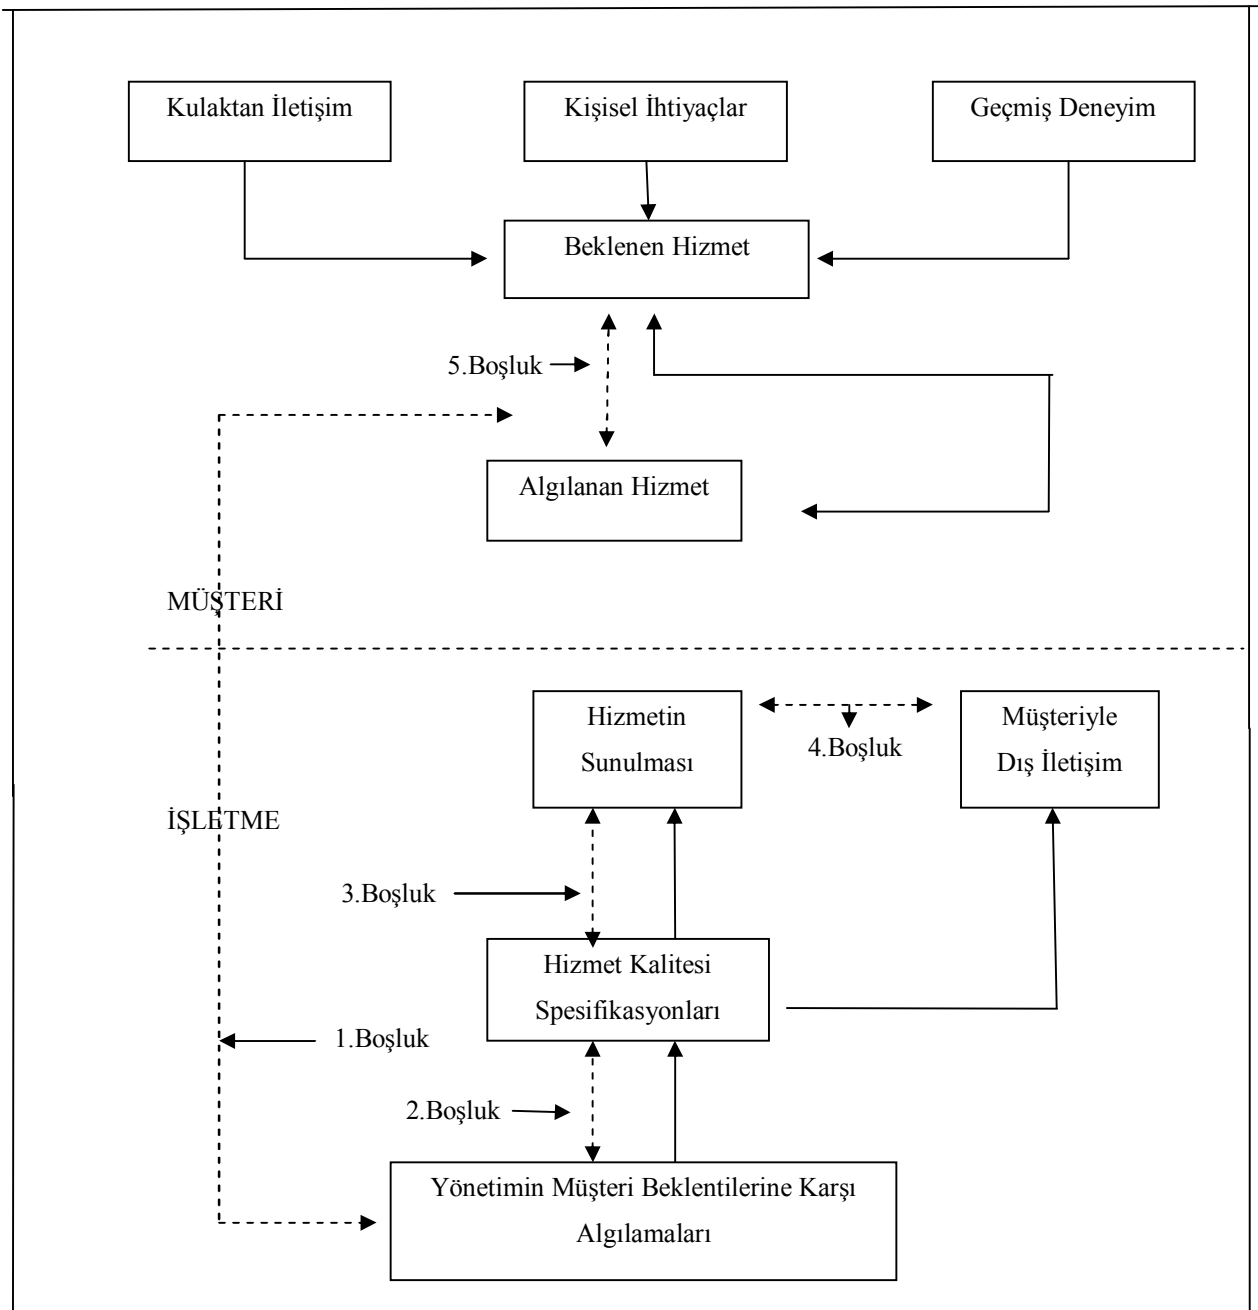 Kulaktan İletişim
Kişisel İhtiyaçlar
Geçmiş Deneyim
Beklenen Hizmet
5.Boşluk
Algılanan Hizmet
MÜŞTERİ
Hizmetin
Sunulması
Müşteriyle
Dış İletişim
4.Boşluk
İŞLETME
3.Boşluk
Hizmet Kalitesi
Spesifikasyonları
1.Boşluk
2.Boşluk
Yönetimin Müşteri Beklentilerine Karşı
Algılamaları